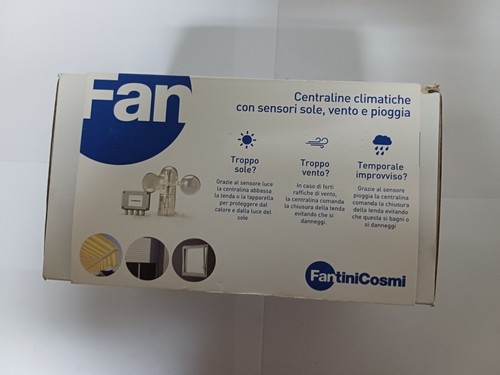 Fan
Centraline climatiche
con sensori sole, vento e pioggia
Troppo
sole?
Grazie al sensore luce
la centralina abbassa
la tenda o la tapparella
per proteggere dal
calore e dalla luce del
sole
Troppo
vento?
In caso di forti
raffiche di vento,
la centralina comanda
la chiusura della tenda
evitando che si
danneggi
Temporale
improvviso?
Grazie al sensore
pioggia la centralina
comanda la chiusura
della tenda evitando
che questa si bagni o
si danneggi
FantiniCosmi